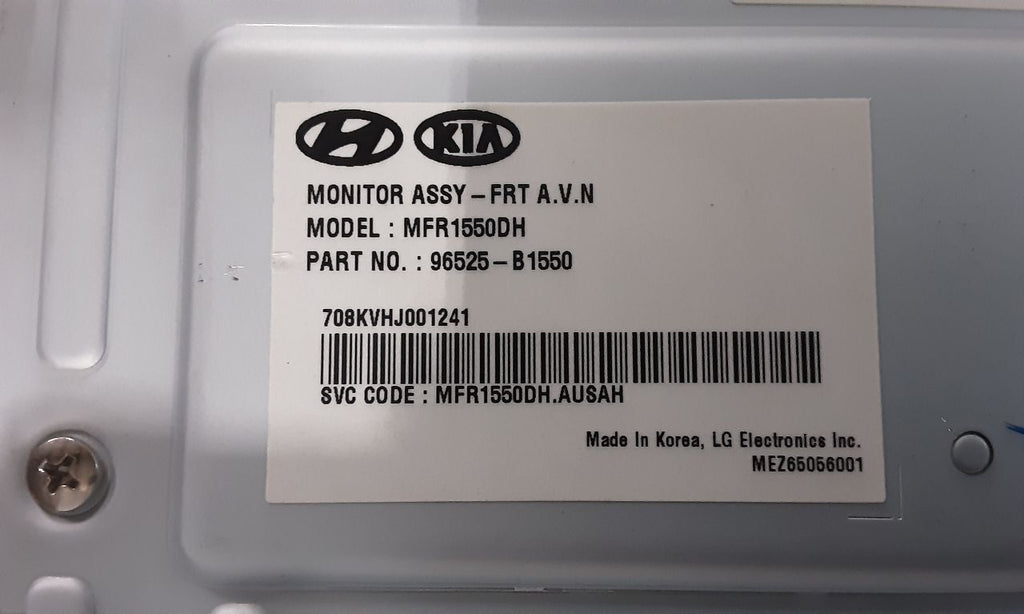 KIA
MONITOR ASSY-FRT A.V.N
MODEL : MFR1550DH
PART NO. : 96525-B1550
708KVHJ001241
SVC CODE : MFR1550DH.AUSAH
Made In Korea, LG Electronics Inc.
MEZ65056001